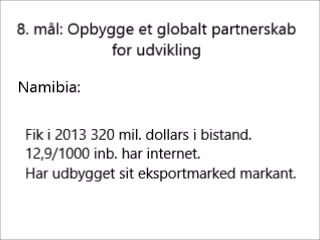 8. mål: Opbygge et globalt partnerskab
for udvikling
Namibia:
Fik i 2013 320 mil. dollars i bistand.
12,9/1000 inb. har internet.
Har udbygget sit eksportmarked markant.